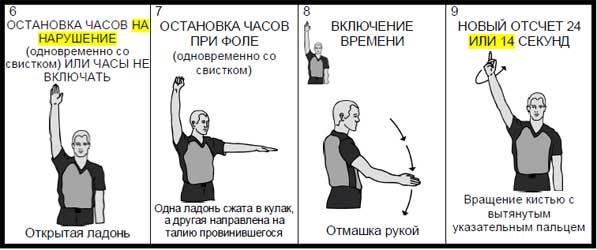 6
ОСТАНОВКА ЧАСОВ НА
НАРУШЕНИЕ
(одновременно со
свистком) ИЛИ ЧАСЫ НЕ
ВКЛЮЧАТЬ
Открытая ладонь
7
ОСТАНОВКА ЧАСОВ
ПРИ ФОЛЕ
(одновременно со
свистком)
Одна ладонь сжата в кулак,
а другая направлена на
талию провинившегося
8
ВКЛЮЧЕНИЕ
ВРЕМЕНИ
Отмашка рукой
9
НОВЫЙ ОТСЧЕТ 24
ИЛИ 14 СЕКУНД
Вращение кистью с
вытянутым
указательным пальцем